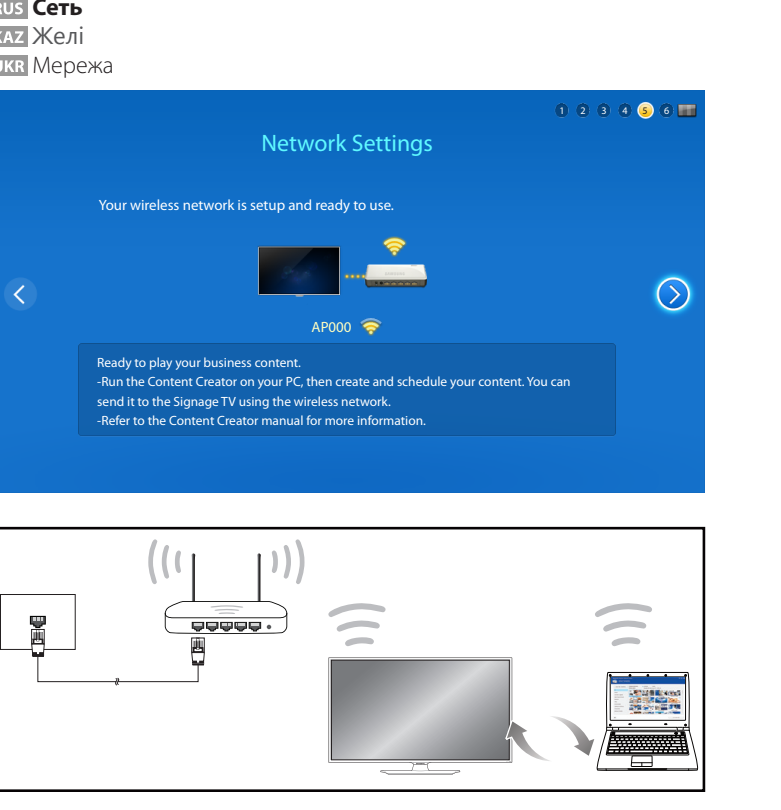 RUS Сеть
KAZ Желі
UKR Мережа
1 2 3 4 5 6
Network Settings
Your wireless network is setup and ready to use.
AP000
Ready to play your business content.
-Run the Content Creator on your PC, then create and schedule your content. You can
send it to the Signage TV using the wireless network.
-Refer to the Content Creator manual for more information.